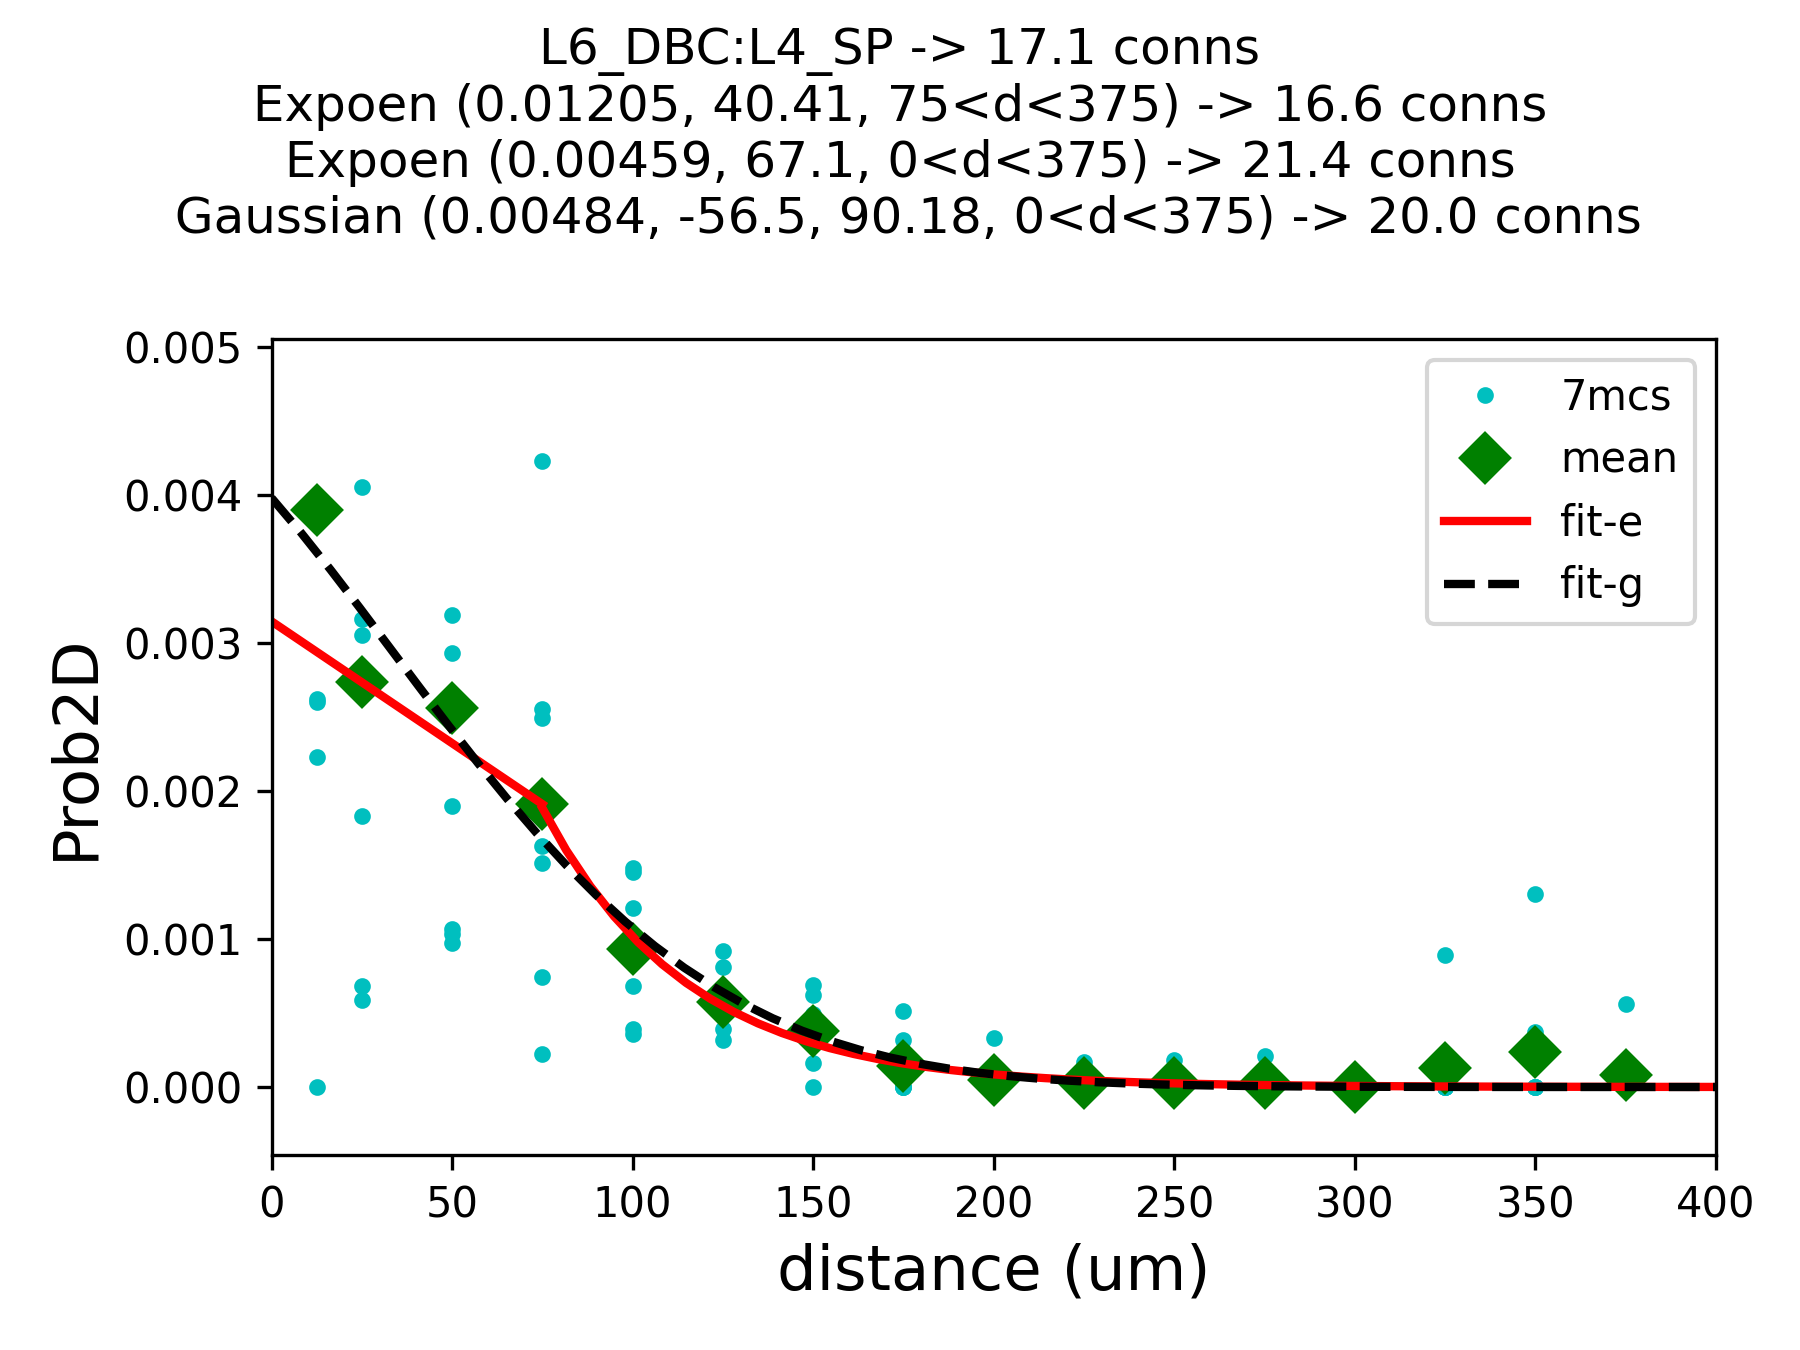 L6_DBC:L4_SP -> 17.1 conns
Expoen (0.01205, 40.41, 75<d<375) -> 16.6 conns
Expoen (0.00459, 67.1, 0<d<375) -> 21.4 conns
Gaussian (0.00484, -56.5, 90.18, 0<d<375) -> 20.0 conns
0.005
0.004
0.003
0.002
0.001
0.000
Prob2D
7mcs
mean
fit-e
fit-g
0 50 100 150 200 250 300 350 400
distance (um)